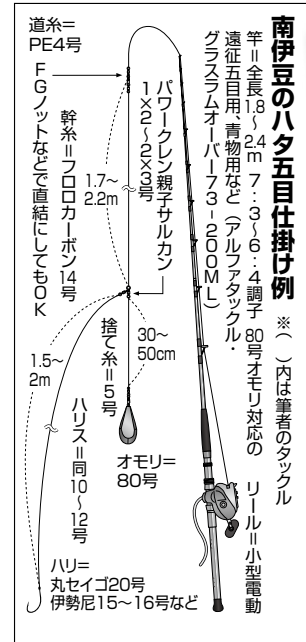 南伊豆のハタ五目仕掛け例
※（　）内は筆者のタックル
竿＝全長1.8～2.4m 7：3～6：4調子 80号オモリ対応の
遠征五目用、青物用など（アルファタックル・
グラスラムオーバー73-200ML）
リール＝小型電動
道糸＝
PE4号
FGノットなどで直結にしてもOK
幹糸＝フロロカーボン14号
1.7～
2.2m
パワークレン親子サルカン
1×2～2×3号
捨て糸＝5号
30～
50cm
オモリ＝
80号
1.5～
2m
ハリス＝同10～
12号
ハリ＝
丸セイゴ20号
伊勢尼15～16号など